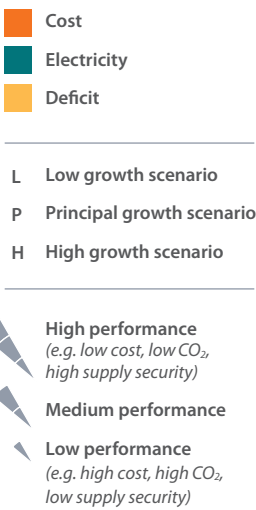 Cost
Electricity
Deficit
L Low growth scenario
P Principal growth scenario
H High growth scenario
High performance
(e.g. low cost, low CO₂,
high supply security)
Medium performance
Low performance
(e.g. high cost, high CO₂,
low supply security)